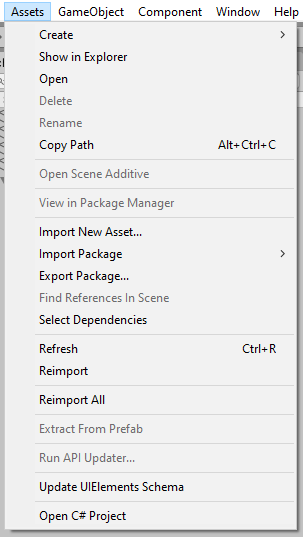 Assets GameObject Component Window Help
Create
Show in Explorer
Open
Delete
Rename
Copy Path Alt+Ctrl+C
Open Scene Additive
View in Package Manager
Import New Asset...
Import Package
Export Package...
Find References In Scene
Select Dependencies
Refresh Ctrl+R
Reimport
Reimport All
Extract From Prefab
Run API Updater...
Update UIElements Schema
Open C# Project